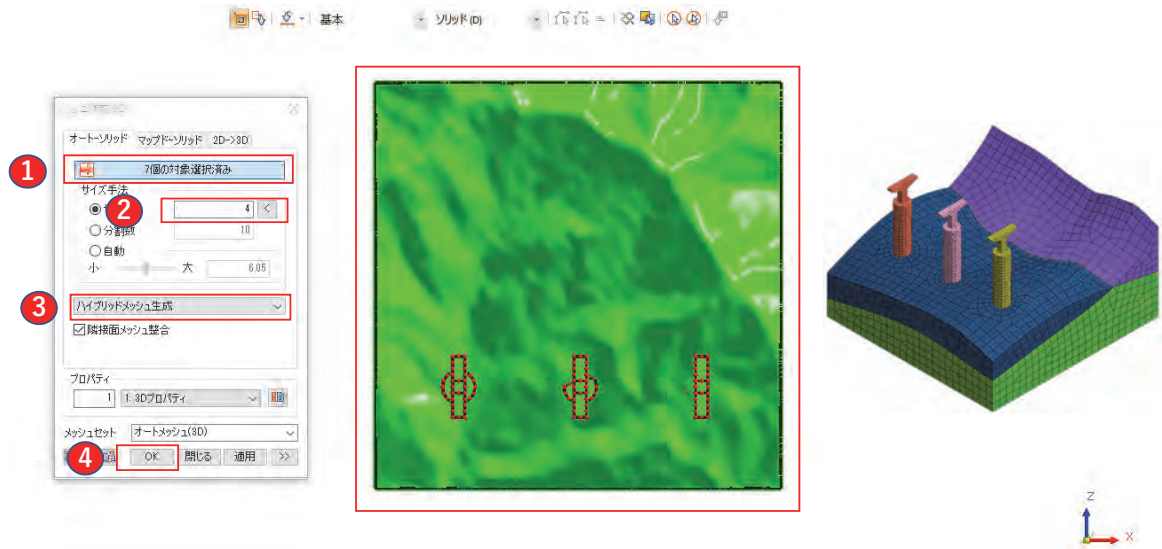 基本
ソリッド (D)
オート-ソリッド マップド-ソリッド 2D->3D
1
7個の対象選択済み
サイズ手法
2
4 <
分割数 10
自動
小 大 6.05
3
ハイブリッドメッシュ生成
隣接面メッシュ整合
プロパティ
1 1: 3Dプロパティ
メッシュセット オートメッシュ(3D)
4
OK 閉じる 適用 >>
Z
X